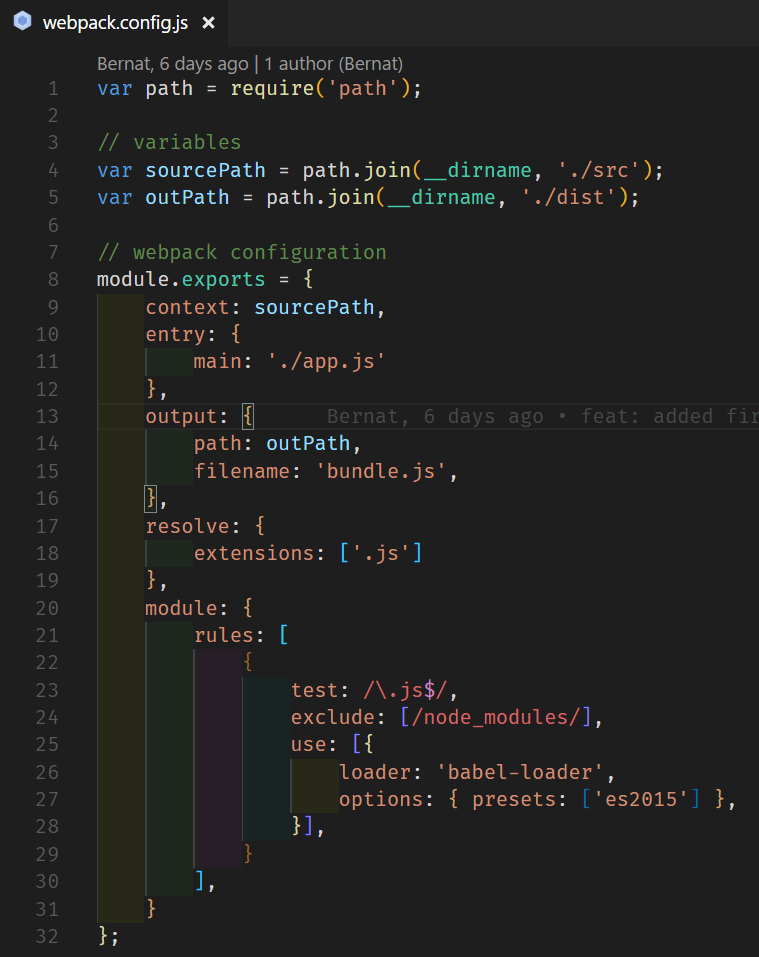 webpack.config.js ×
Bernat, 6 days ago | 1 author (Bernat)
1 var path = require('path');
2
3 // variables
4 var sourcePath = path.join(__dirname, './src');
5 var outPath = path.join(__dirname, './dist');
6
7 // webpack configuration
8 module.exports = {
9     context: sourcePath,
10     entry: {
11         main: './app.js'
12     },
13     output: {      Bernat, 6 days ago • feat: added fir
14         path: outPath,
15         filename: 'bundle.js',
16     },
17     resolve: {
18         extensions: ['.js']
19     },
20     module: {
21         rules: [
22             {
23                 test: /\.js$/,
24                 exclude: [/node_modules/],
25                 use: [{
26                     loader: 'babel-loader',
27                     options: { presets: ['es2015'] },
28                 }],
29             }
30         ],
31     }
32 };